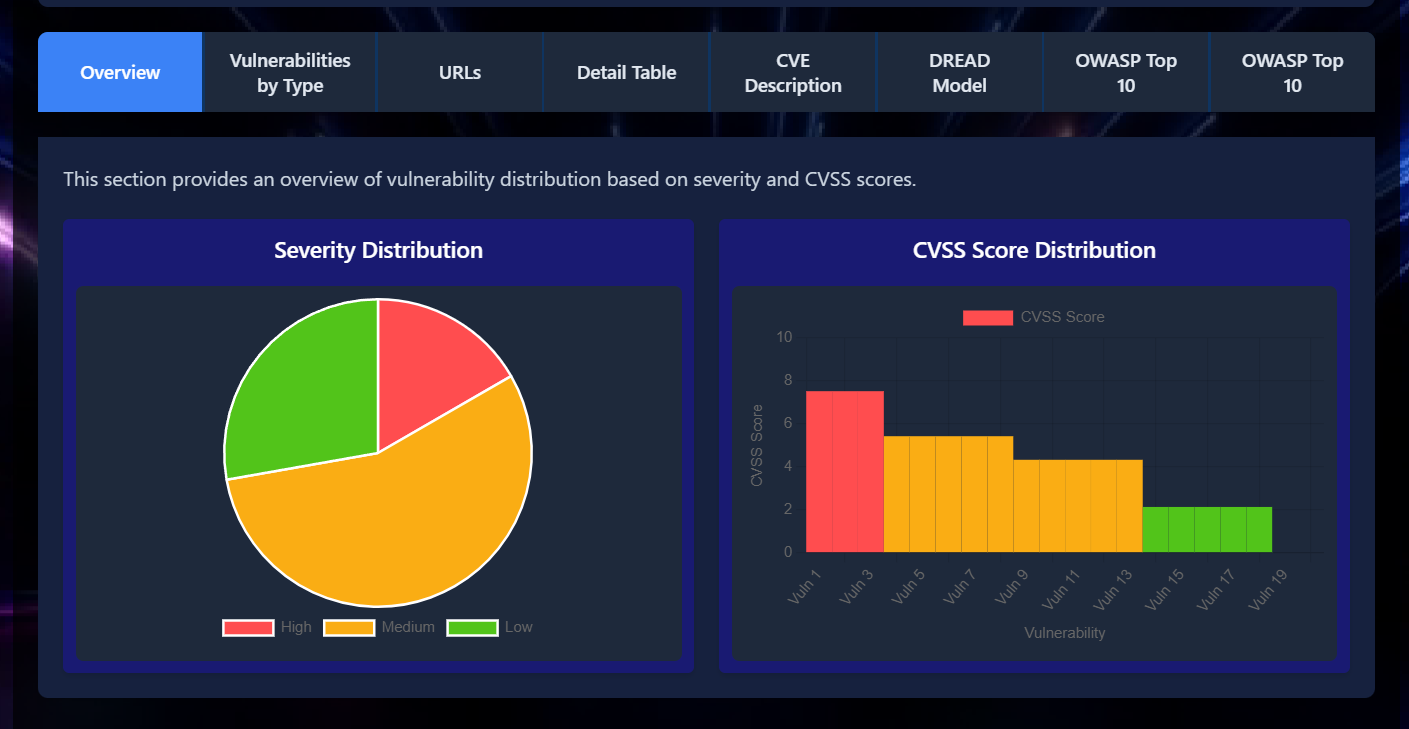 Overview
Vulnerabilities
by Type
URLs
Detail Table
CVE
Description
DREAD
Model
OWASP Top
10
OWASP Top
10
This section provides an overview of vulnerability distribution based on severity and CVSS scores.
Severity Distribution
High Medium Low
CVSS Score Distribution
CVSS Score
10
8
6
4
2
0
CVSS Score
Vuln 1
Vuln 3
Vuln 5
Vuln 7
Vuln 9
Vuln 11
Vuln 13
Vuln 15
Vuln 17
Vuln 19
Vulnerability